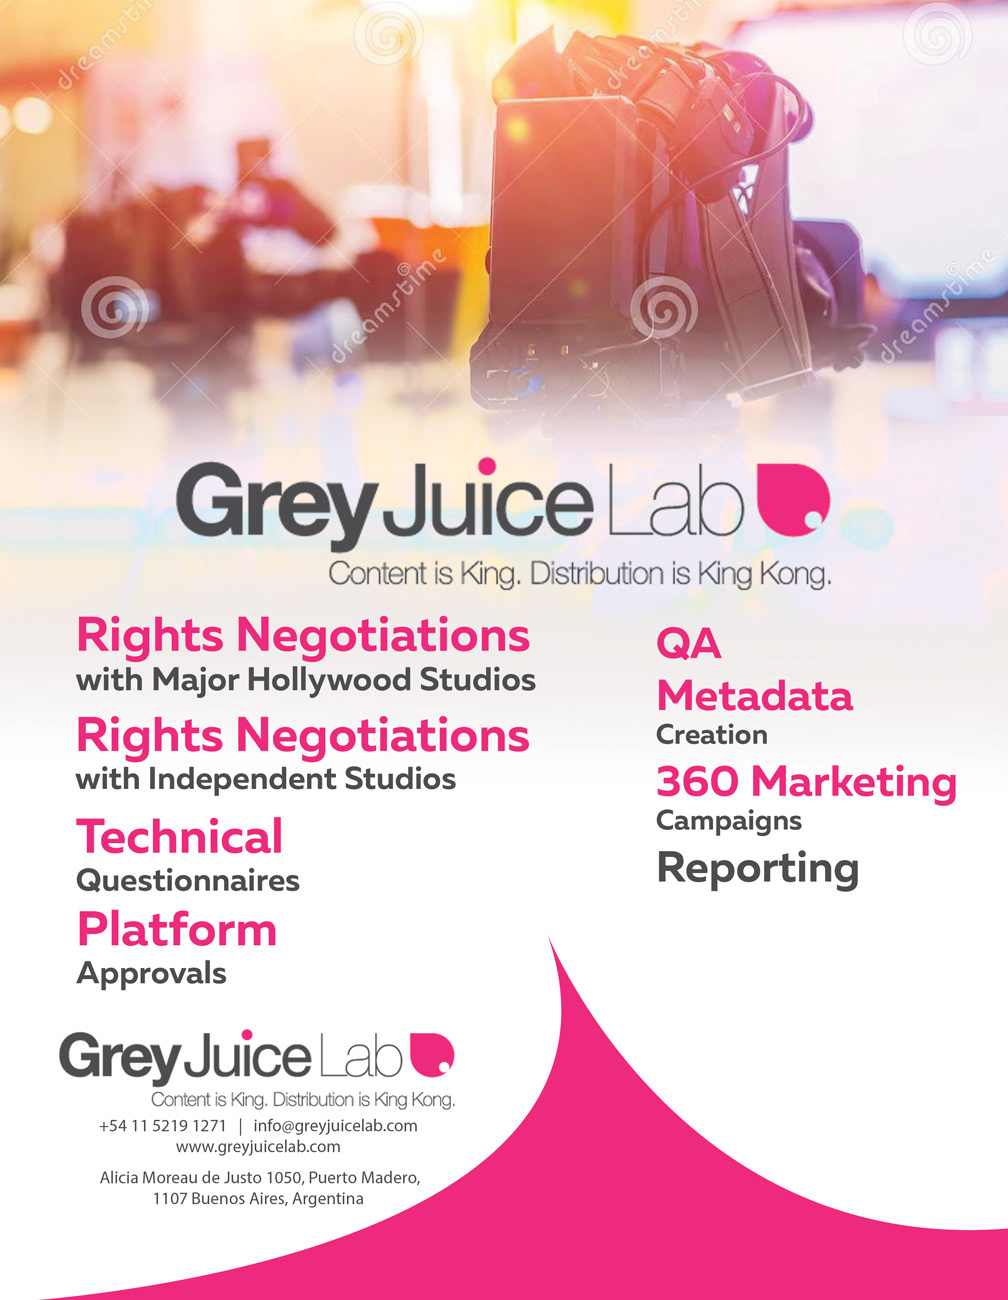 dreamstime
dreamstime
dreamstime
dreamstime
Grey Juice Lab
Content is King. Distribution is King Kong.
Rights Negotiations
with Major Hollywood Studios
Rights Negotiations
with Independent Studios
Technical
Questionnaires
Platform
Approvals
QA
Metadata
Creation
360 Marketing
Campaigns
Reporting
Grey Juice Lab
Content is King. Distribution is King Kong.
+54 11 5219 1271 | info@greyjuicelab.com
www.greyjuicelab.com
Alicia Moreau de Justo 1050, Puerto Madero,
1107 Buenos Aires, Argentina